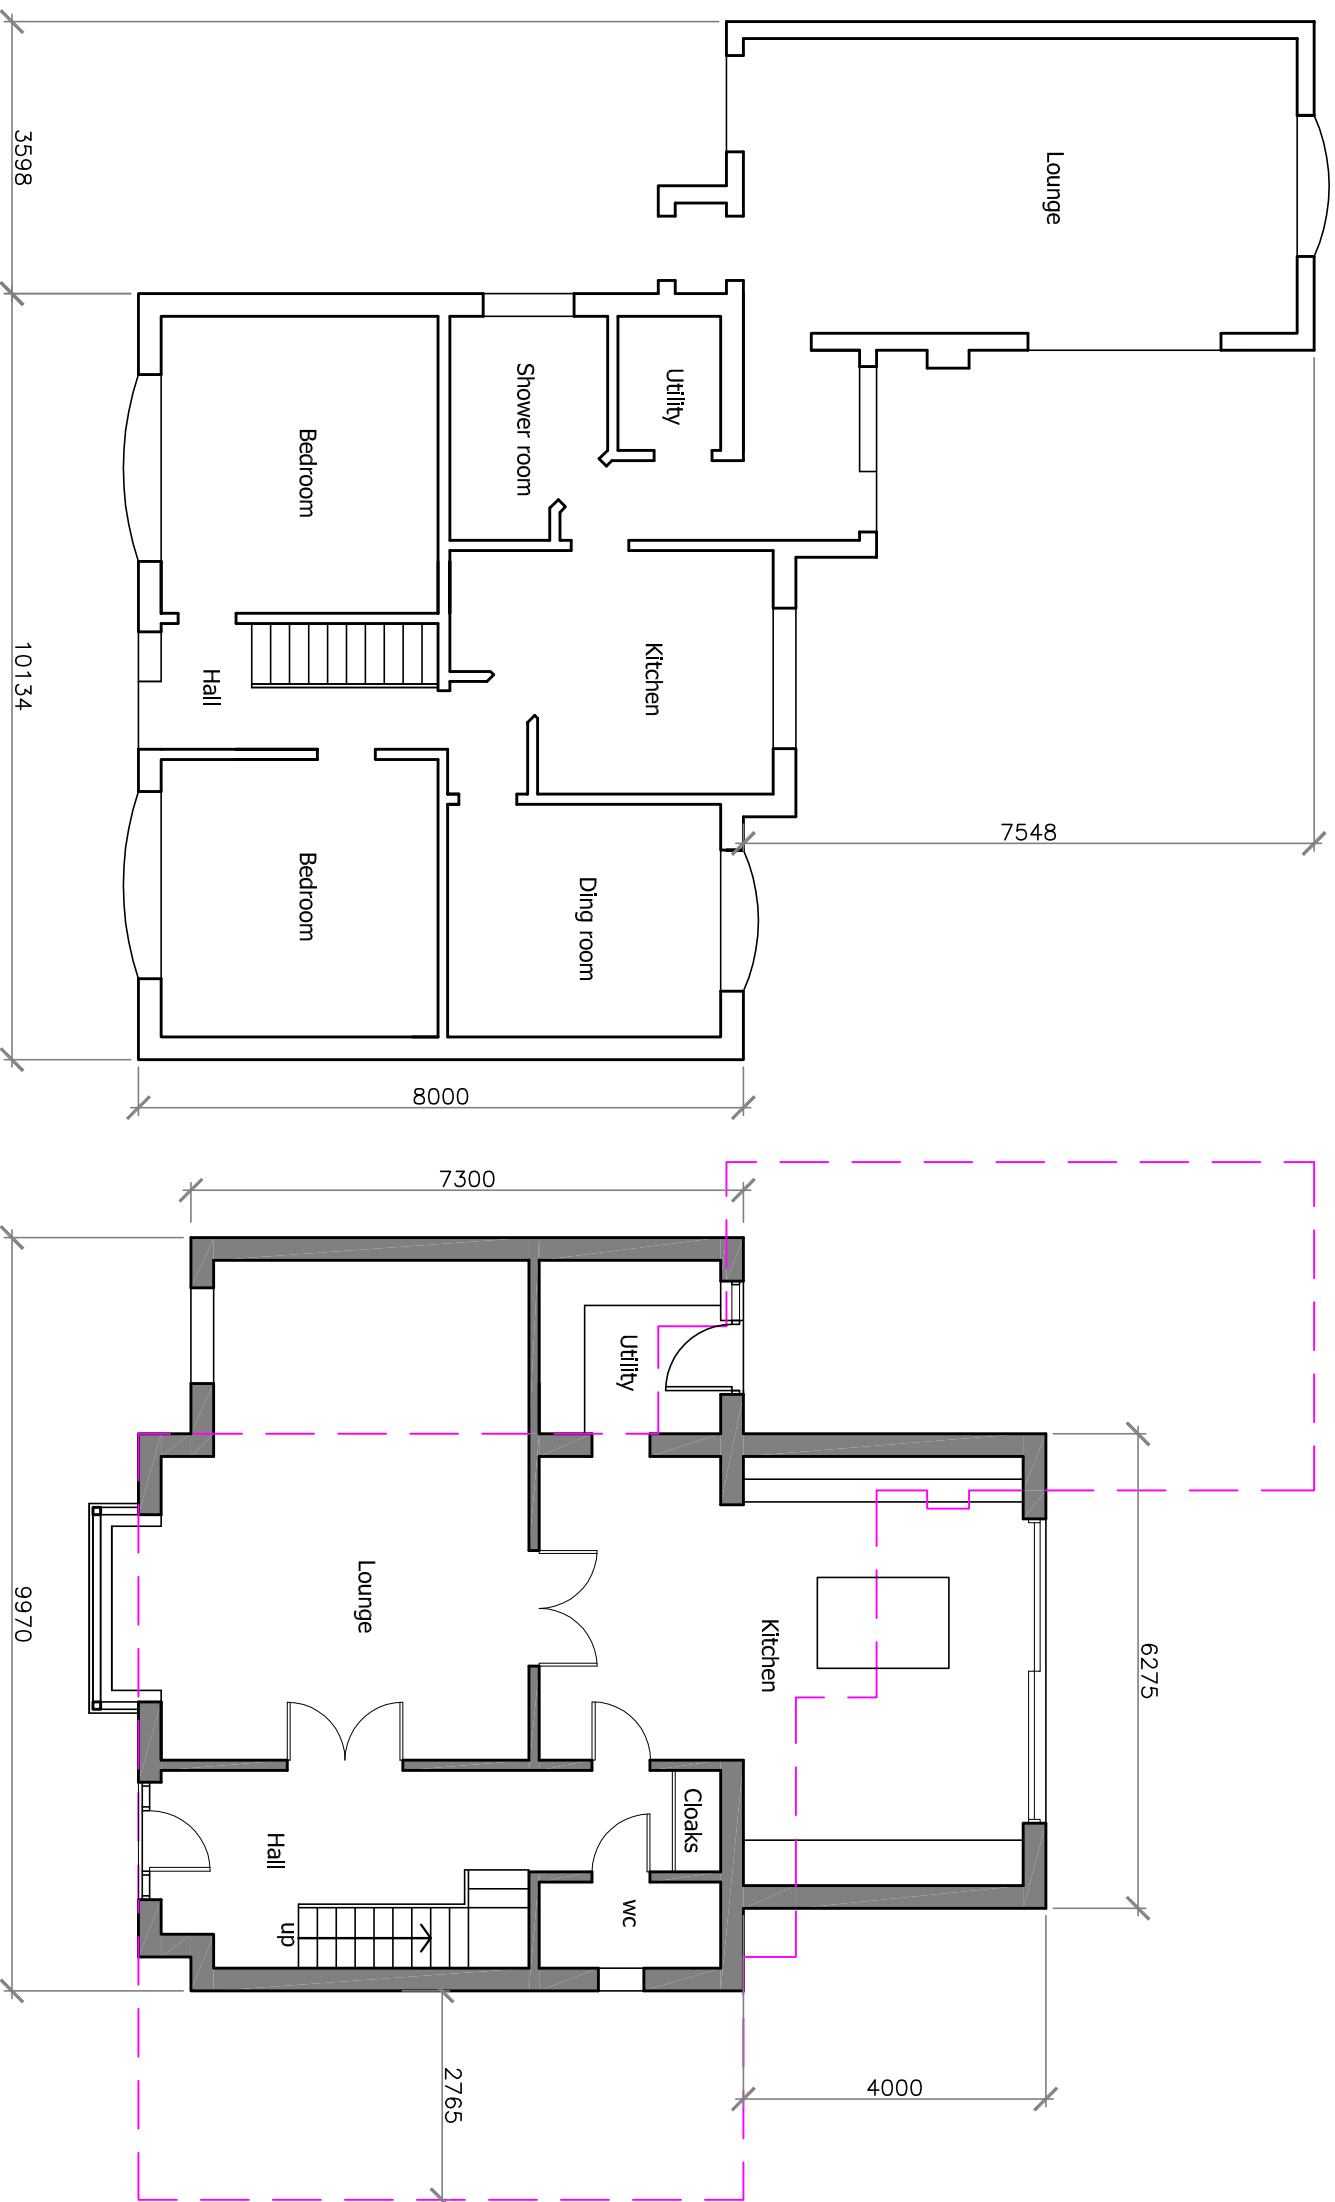 Lounge
3598
Utility
Shower room
Bedroom
Kitchen
Hall
10134
7548
Bedroom
Ding room
8000
7300
Utility
Lounge
Kitchen
6275
9970
Cloaks
Hall
wc
up
2765
4000